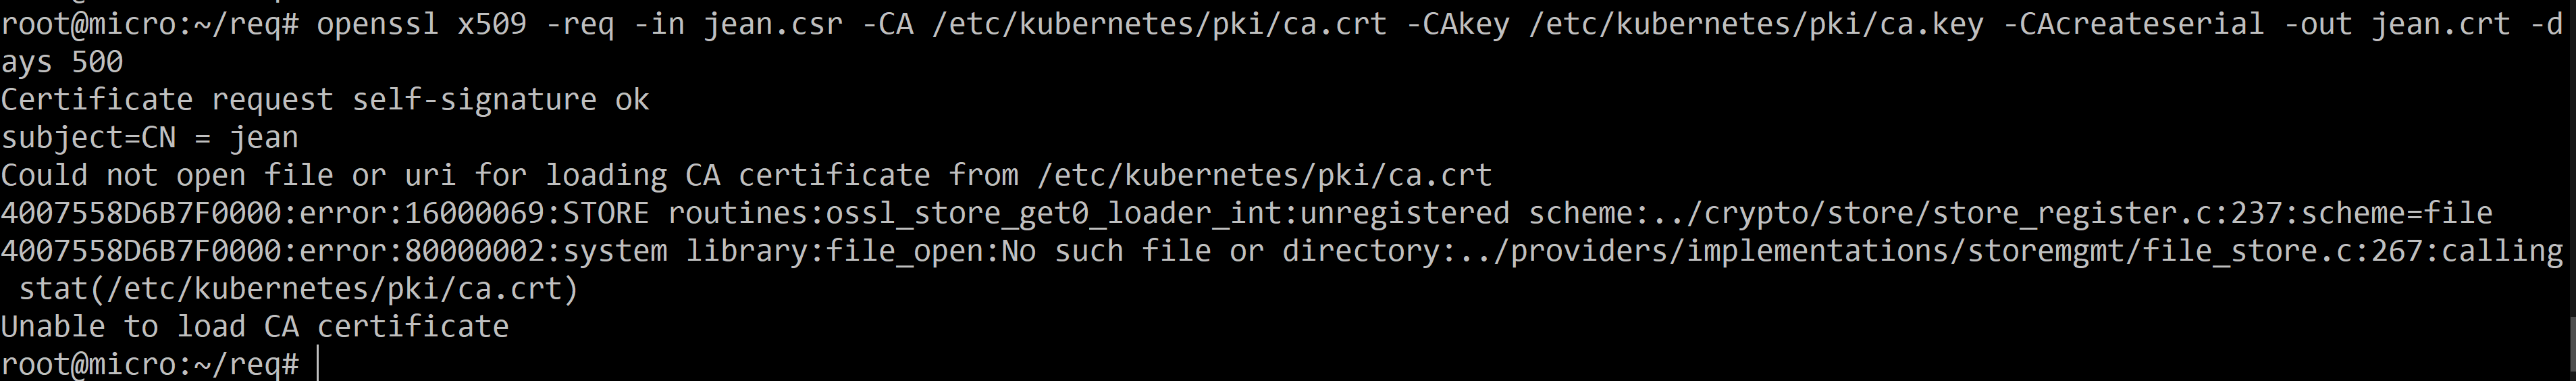 root@micro:~/req# openssl x509 -req -in jean.csr -CA /etc/kubernetes/pki/ca.crt -CAkey /etc/kubernetes/pki/ca.key -CAcreateserial -out jean.crt -d
ays 500
Certificate request self-signature ok
subject=CN = jean
Could not open file or uri for loading CA certificate from /etc/kubernetes/pki/ca.crt
4007558D6B7F0000:error:16000069:STORE routines:ossl_store_get0_loader_int:unregistered scheme:../crypto/store/store_register.c:237:scheme=file
4007558D6B7F0000:error:80000002:system library:file_open:No such file or directory:../providers/implementations/storemgmt/file_store.c:267:calling
 stat(/etc/kubernetes/pki/ca.crt)
Unable to load CA certificate
root@micro:~/req#